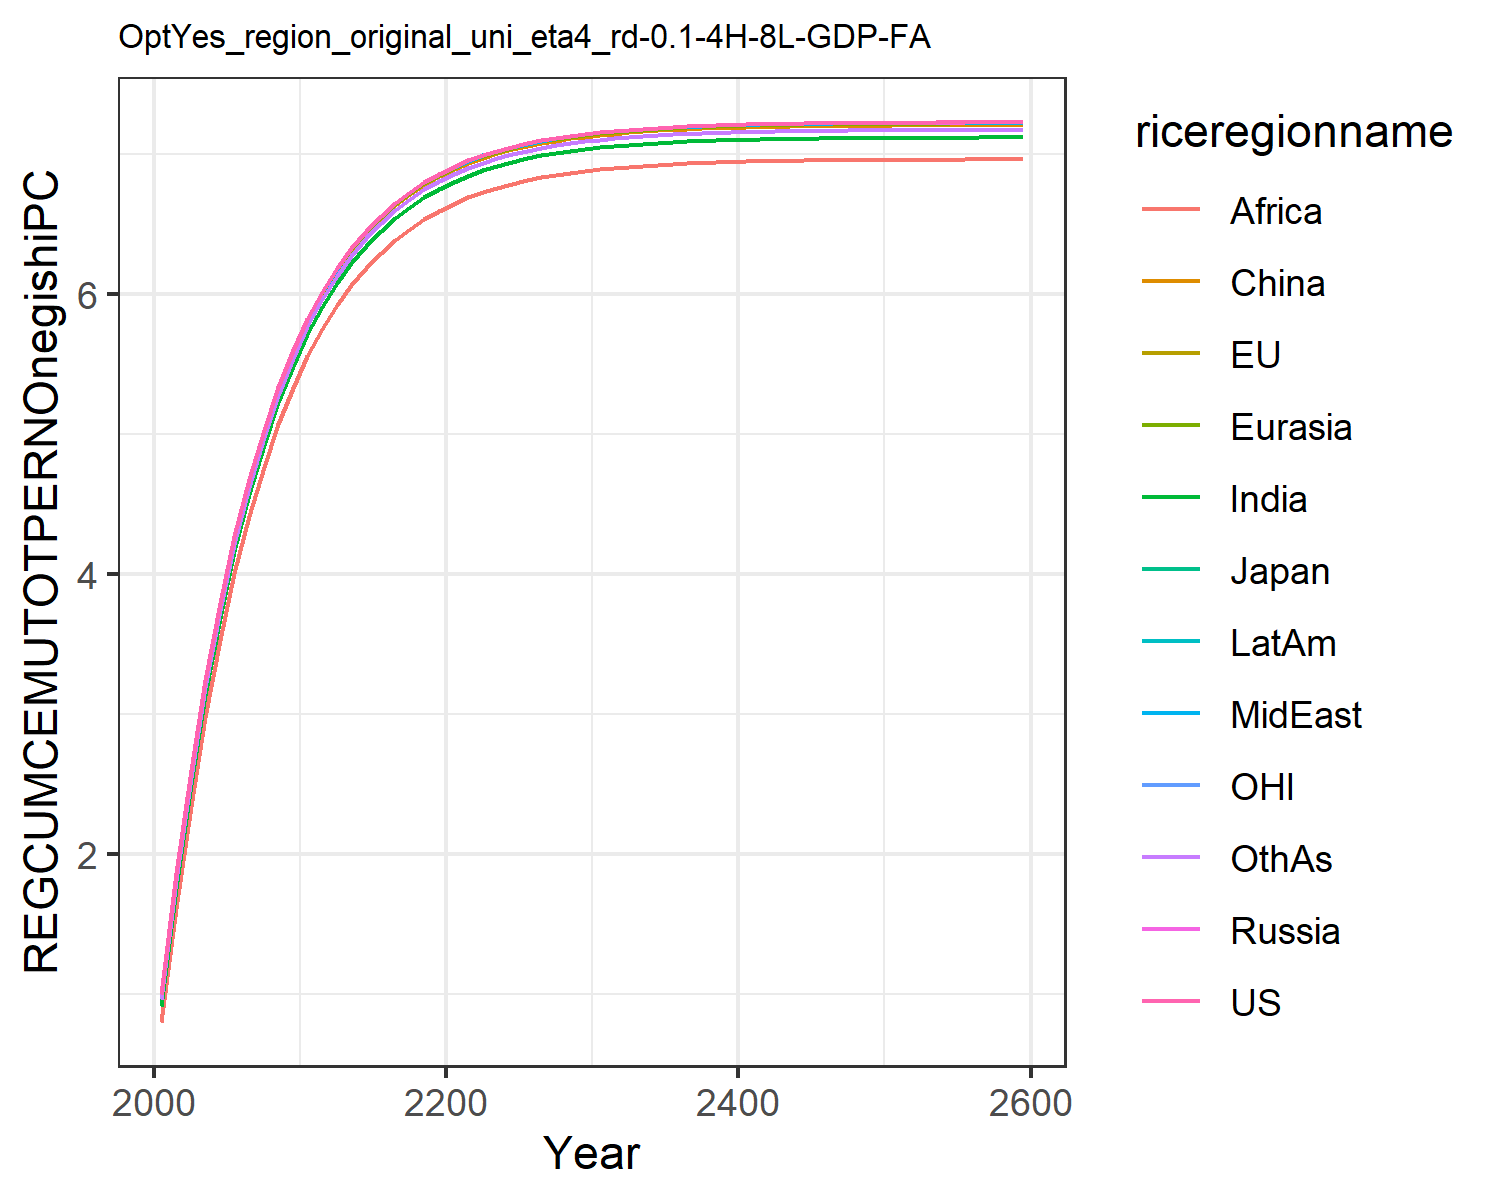 OptYes_region_original_uni_eta4_rd-0.1-4H-8L-GDP-FA
REGCUMCEMUTOTPERNOnegishiPC
6
4
2
2000 2200 2400 2600
Year
riceregionname
Africa
China
EU
Eurasia
India
Japan
LatAm
MidEast
OHI
OthAs
Russia
US